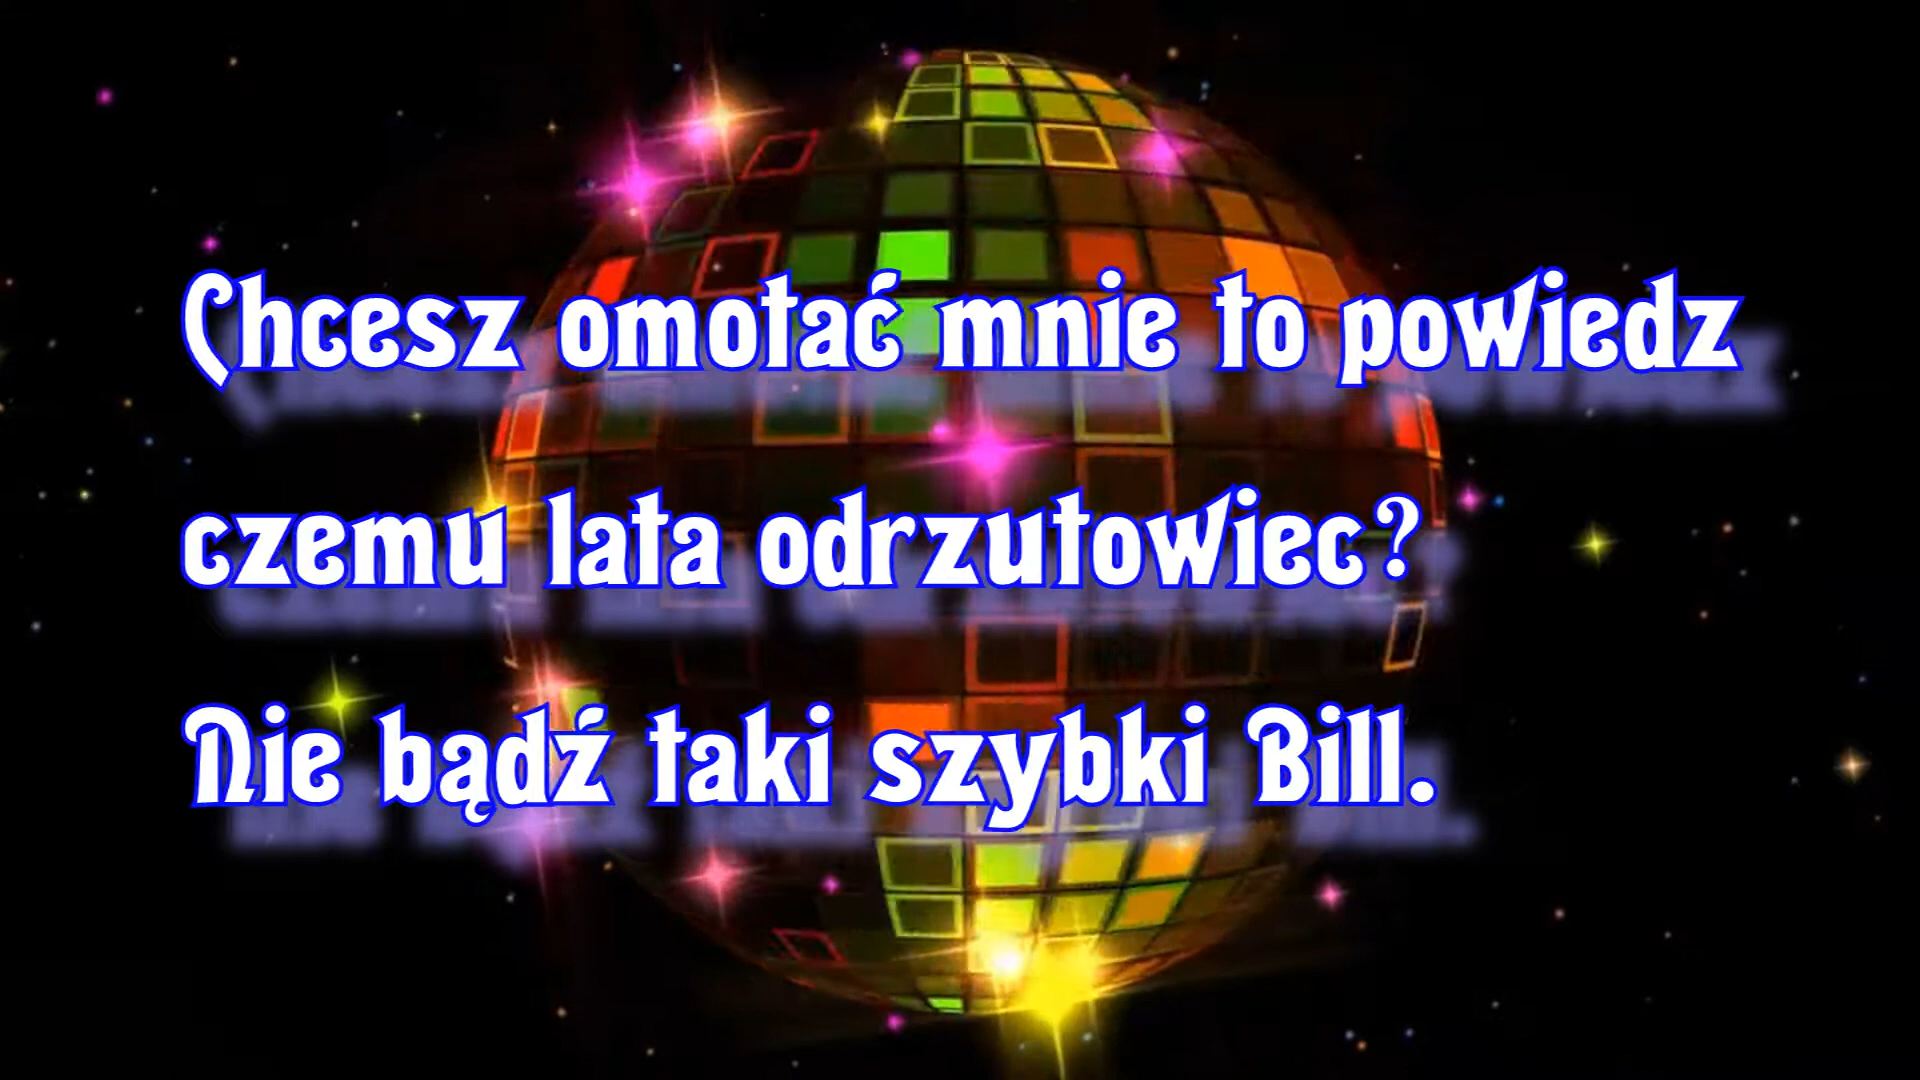 Chcesz omotać mnie to powiedz
czemu lata odrzutowiec?
Nie bądź taki szybki Bill.